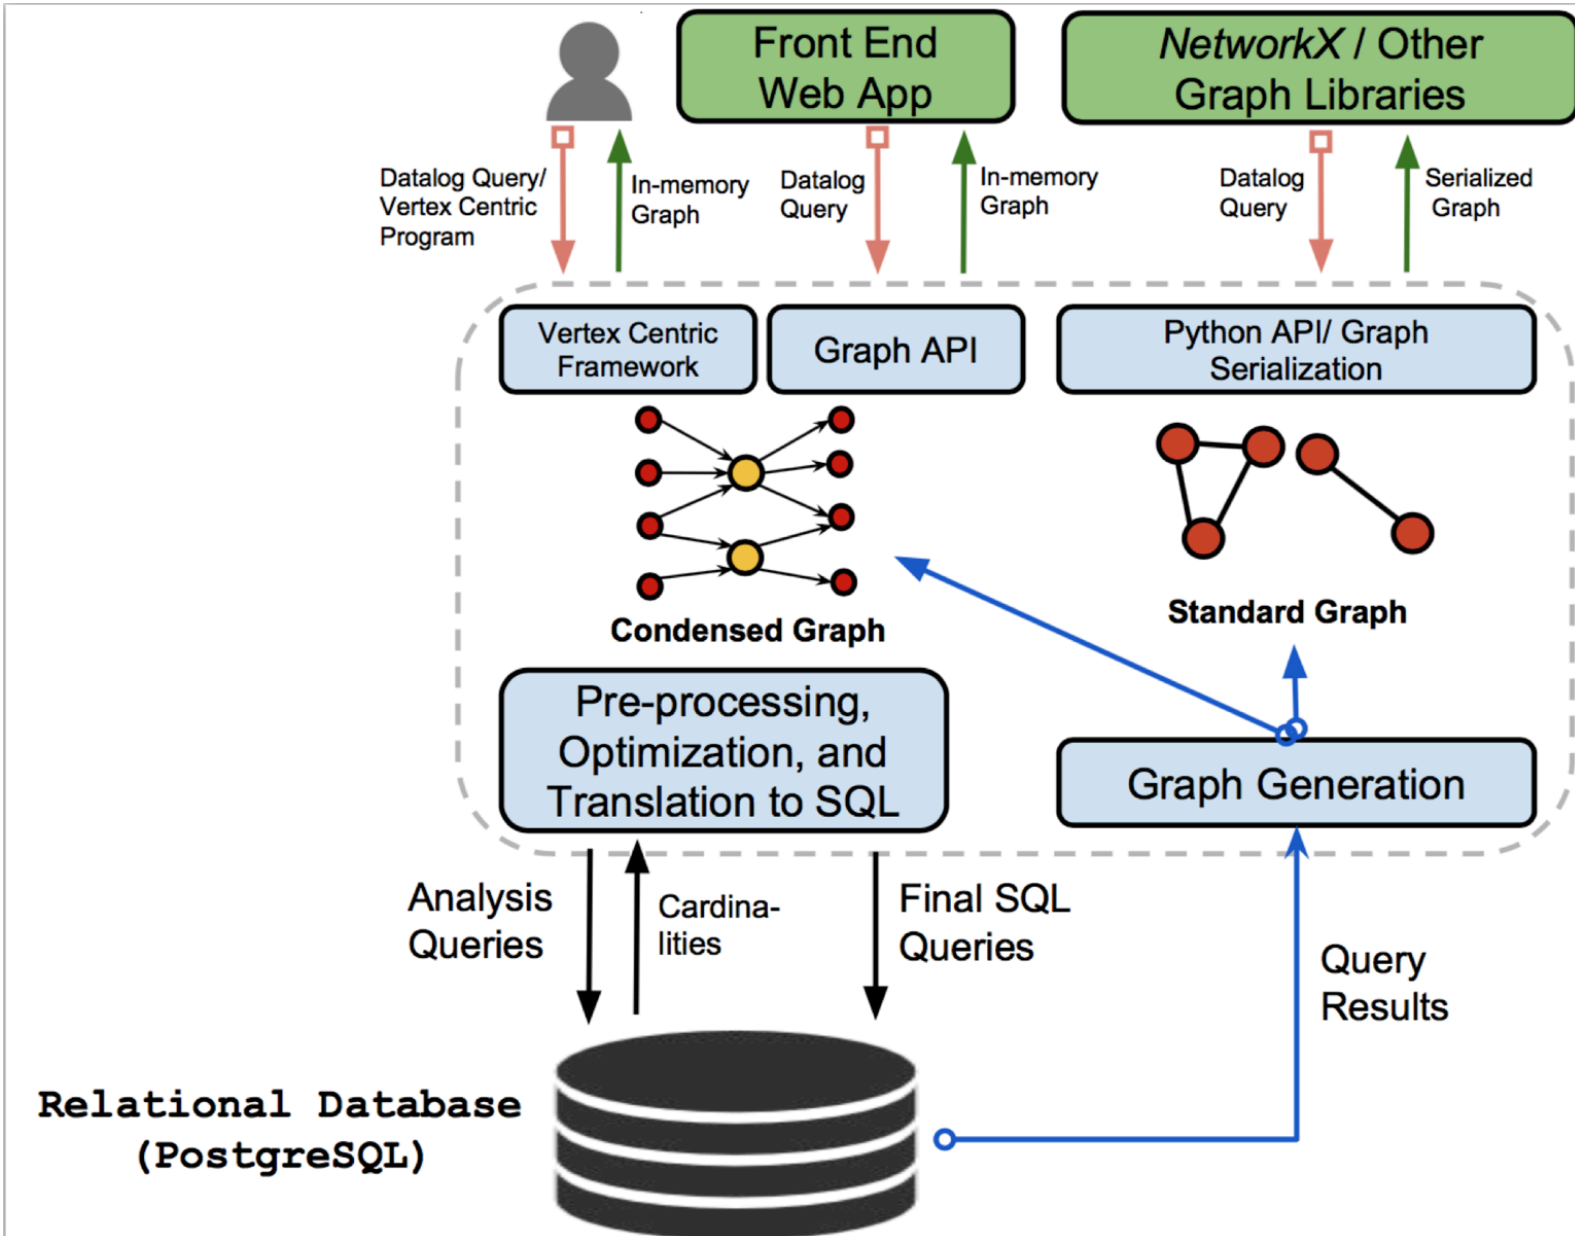 Front End
Web App
NetworkX / Other
Graph Libraries
Datalog Query/
Vertex Centric
Program
In-memory
Graph
Datalog
Query
In-memory
Graph
Datalog
Query
Serialized
Graph
Vertex Centric
Framework
Graph API
Python API/ Graph
Serialization
Condensed Graph
Standard Graph
Pre-processing,
Optimization, and
Translation to SQL
Graph Generation
Analysis
Queries
Cardina-
lities
Final SQL
Queries
Query
Results
Relational Database
(PostgreSQL)